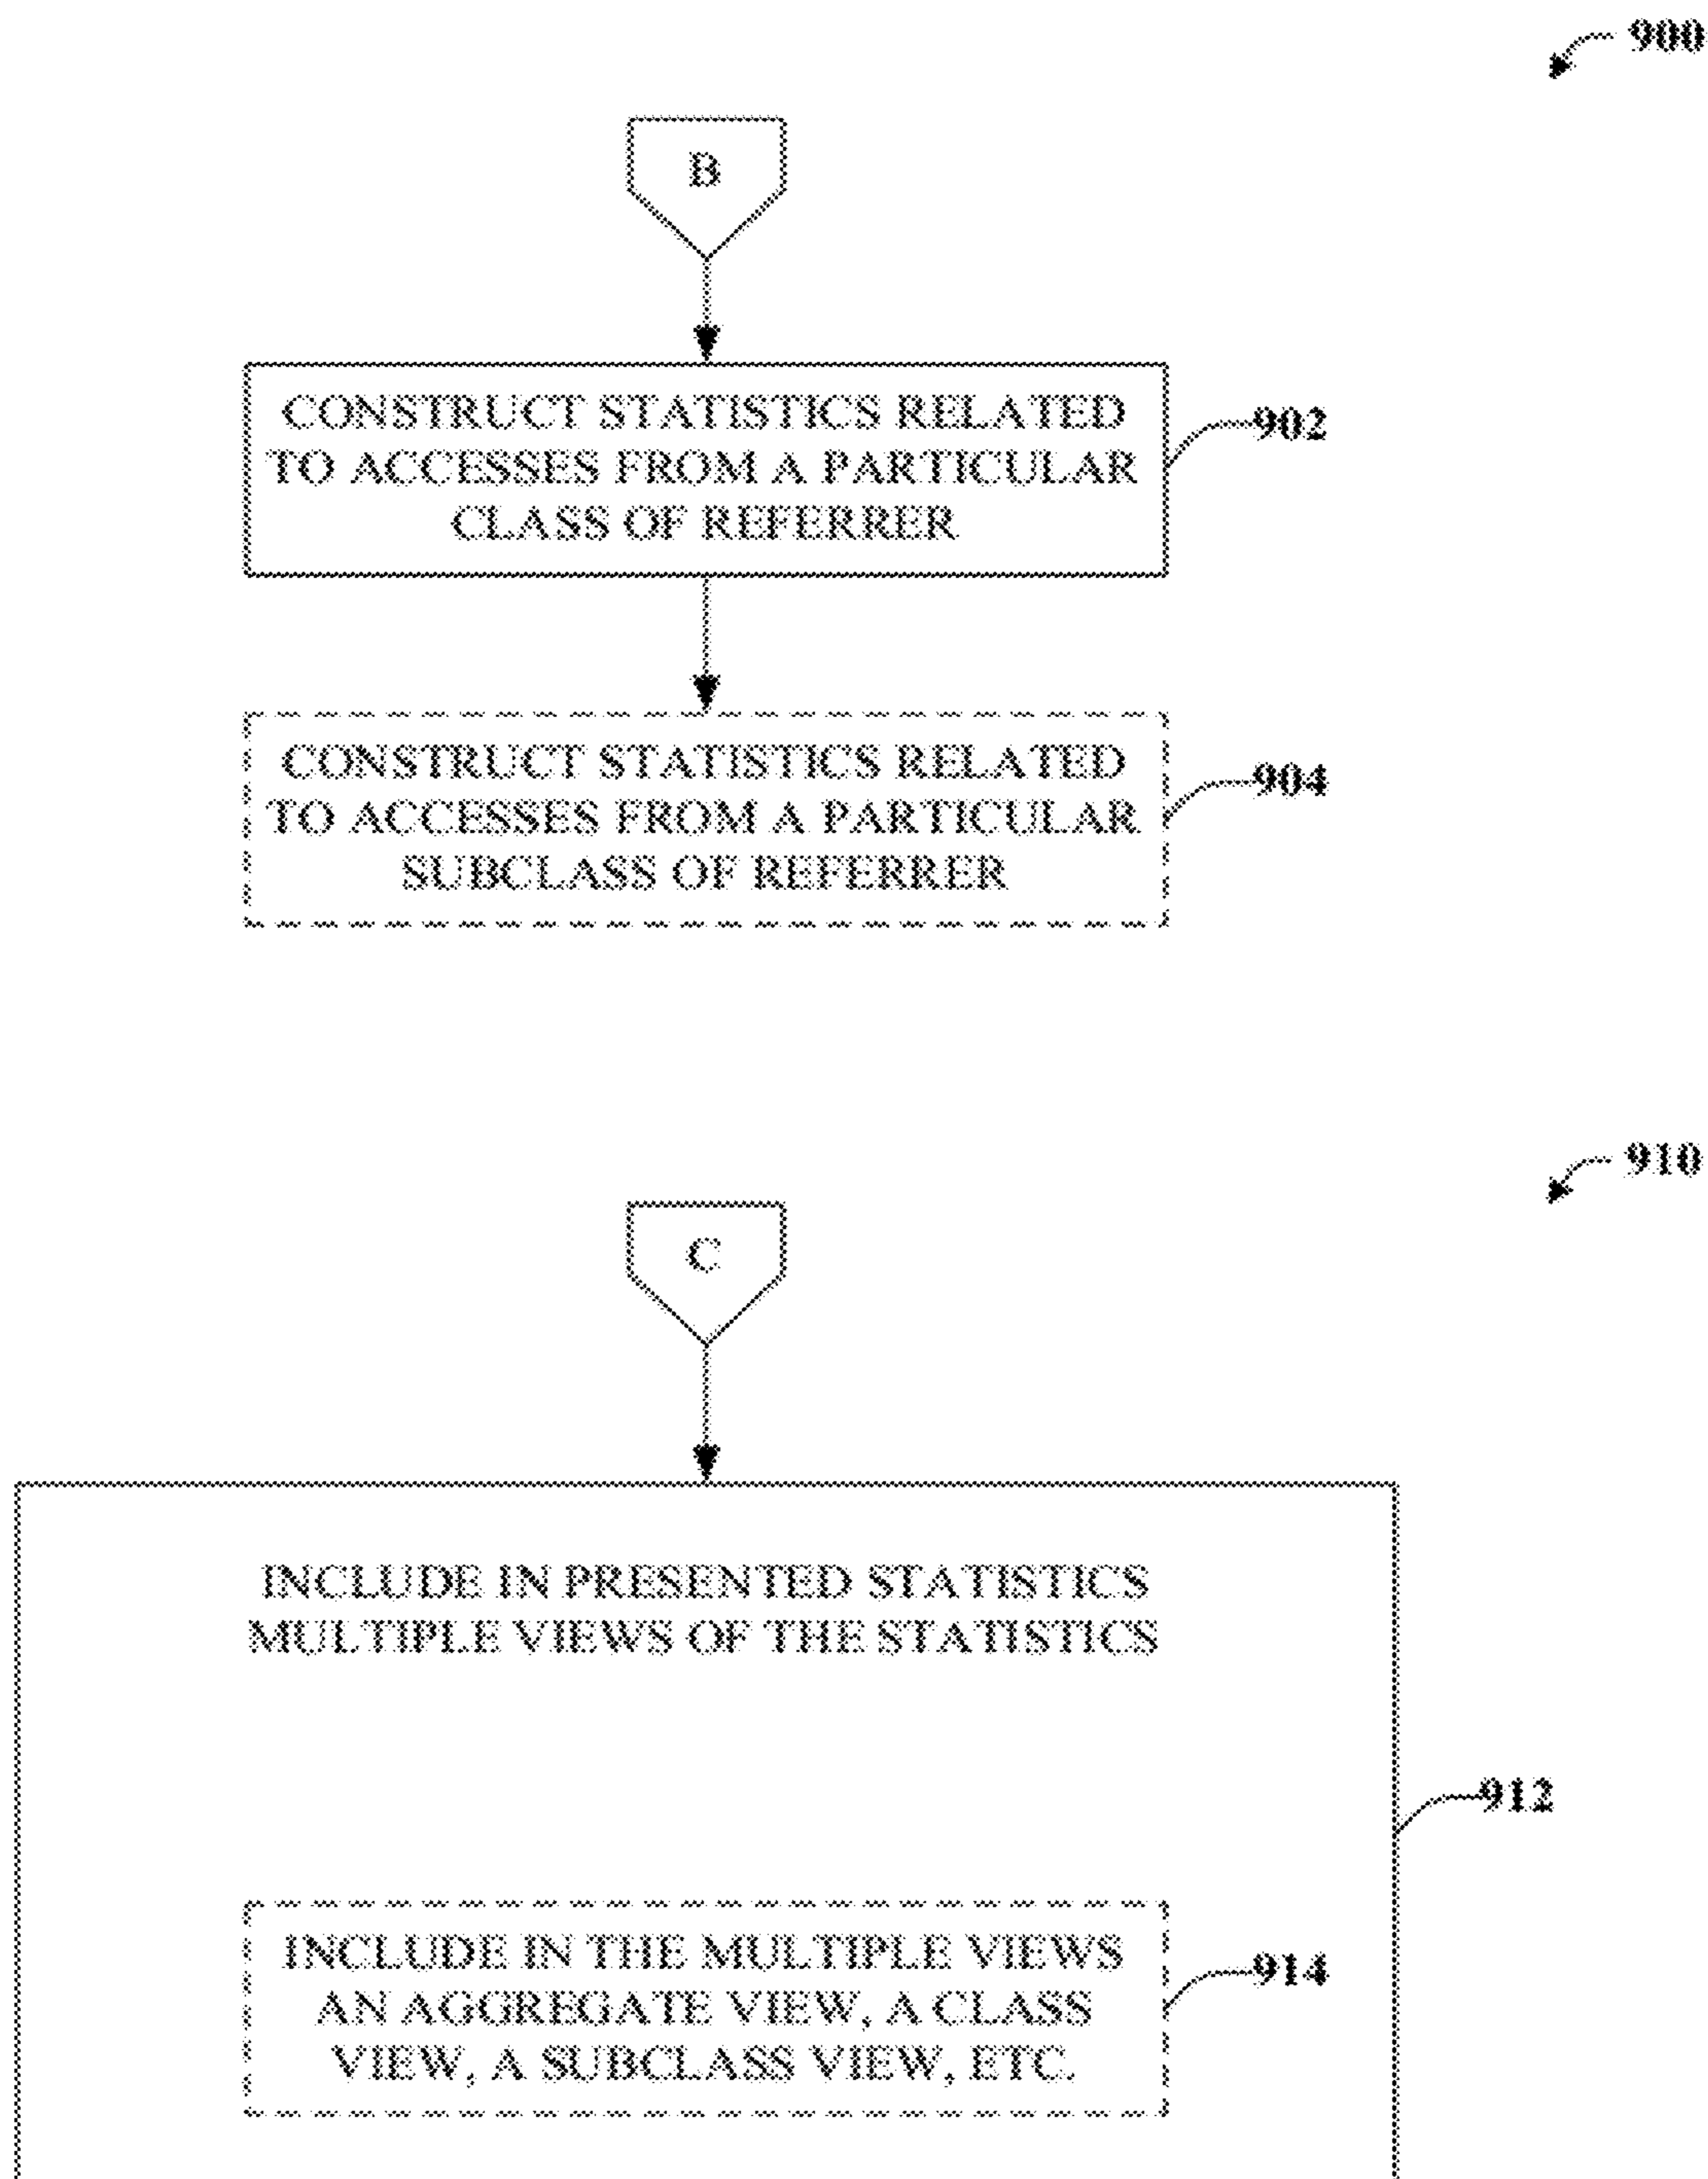 900
B
CONSTRUCT STATISTICS RELATED
TO ACCESSES FROM A PARTICULAR
CLASS OF REFERRER
902
CONSTRUCT STATISTICS RELATED
TO ACCESSES FROM A PARTICULAR
SUBCLASS OF REFERRER
904
910
C
INCLUDE IN PRESENTED STATISTICS
MULTIPLE VIEWS OF THE STATISTICS
912
INCLUDE IN THE MULTIPLE VIEWS
AN AGGREGATE VIEW, A CLASS
VIEW, A SUBCLASS VIEW, ETC.
914